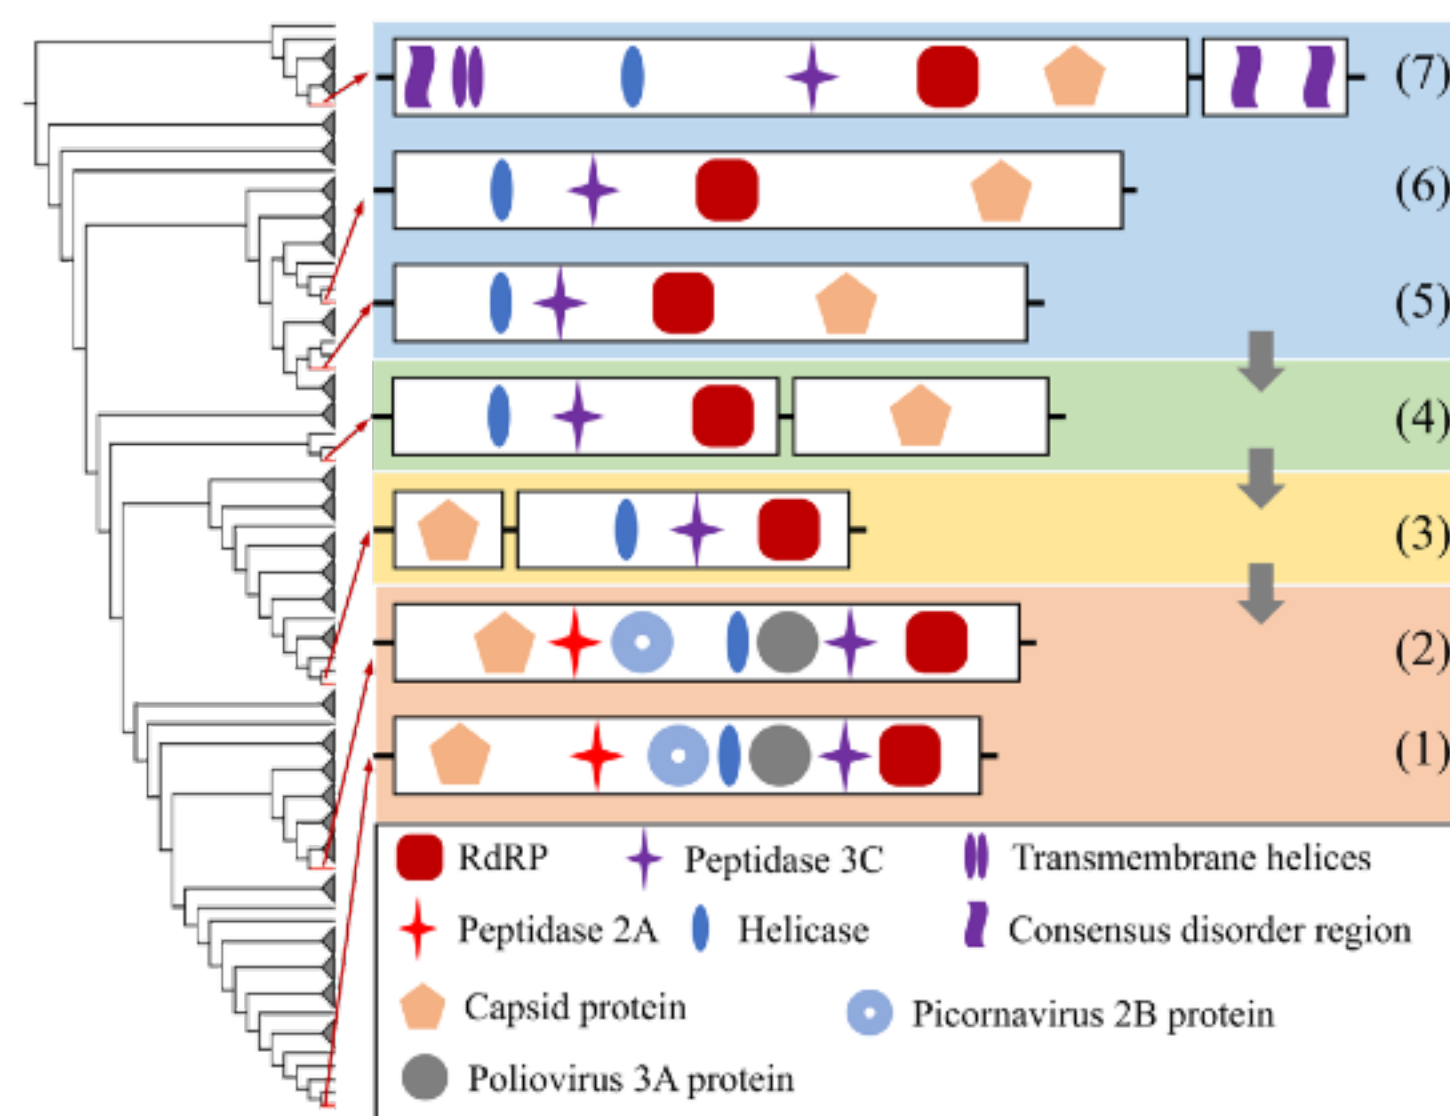 (7)
(6)
(5)
(4)
(3)
(2)
(1)
RdRP Peptidase 3C Transmembrane helices
Peptidase 2A Helicase Consensus disorder region
Capsid protein Picornavirus 2B protein
Poliovirus 3A protein